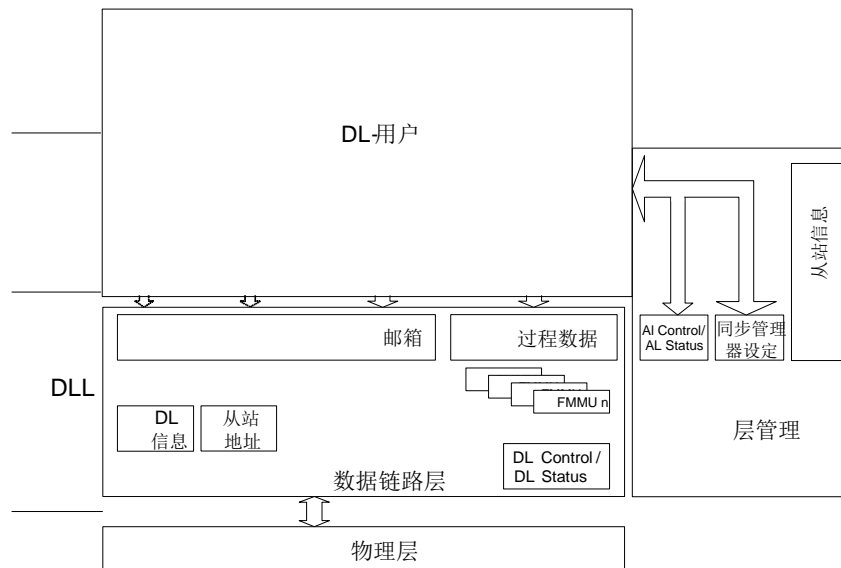 DL-用户
从站信息
AI Control/
AL Status
同步管理
器设定
邮箱
过程数据
FMMU n
DLL
DL
信息
从站
地址
DL Control /
DL Status
层管理
数据链路层
物理层